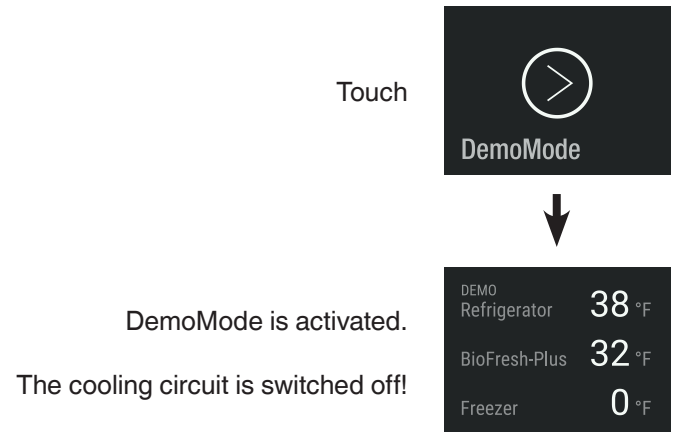 Touch
DemoMode
DEMO
Refrigerator 38 °F
DemoMode is activated.
BioFresh-Plus 32 °F
The cooling circuit is switched off!
Freezer 0 °F